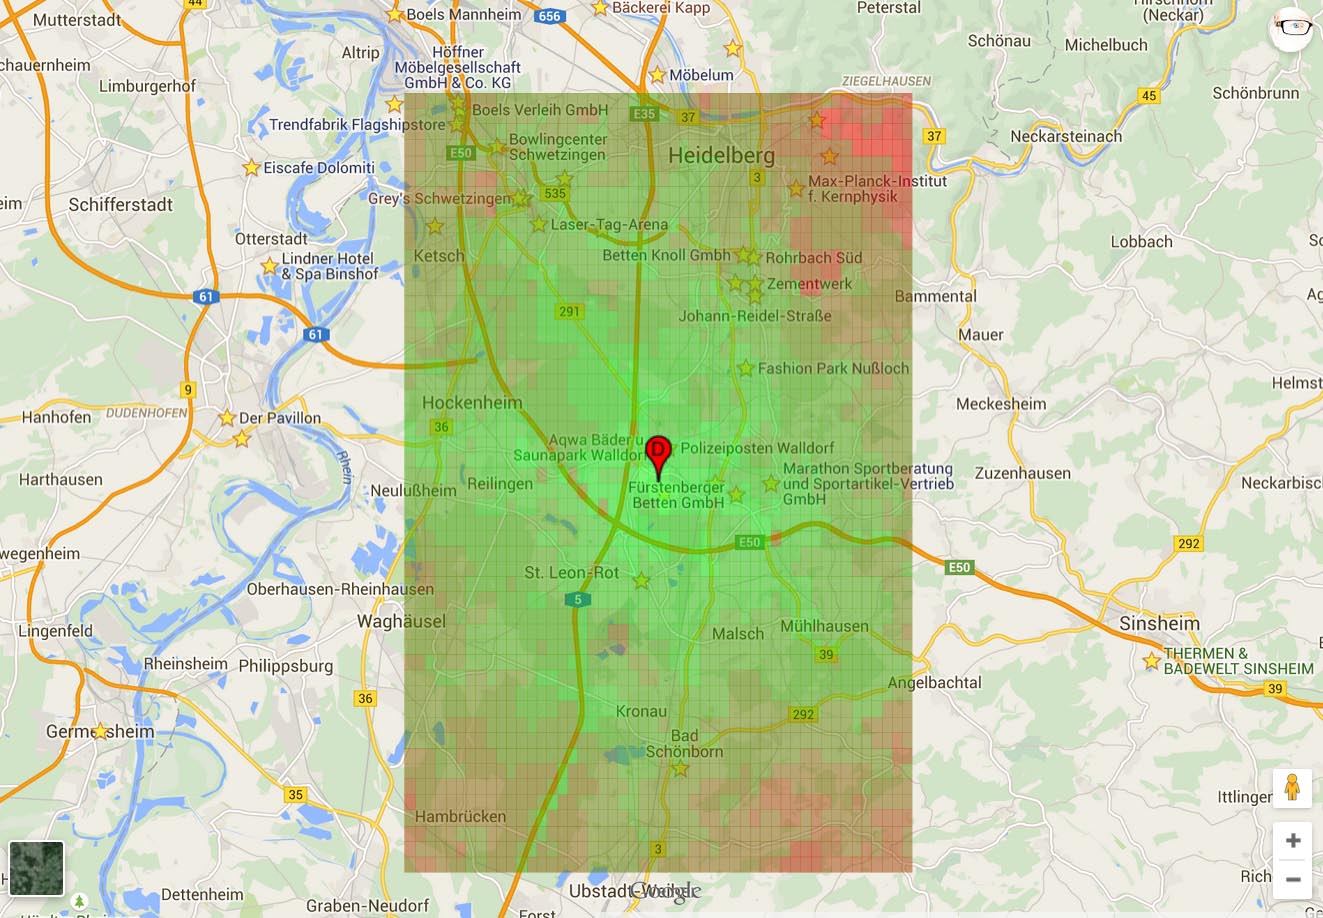 44
Boels Mannheim
656
Bäckerei Kapp
Peterstal
(Neckar)
Mutterstadt
Schönau
Michelbuch
Altrip
Höffner
Möbelgesellschaft
GmbH & Co. KG
Möbelum
ZIEGELHAUSEN
chauernheim
Limburgerhof
45
Schönbrunn
Boels Verleih GmbH
E35
37
Trendfabrik Flagshipstore
37
Neckarsteinach
Bowlingcenter
Schwetzingen
E50
Heidelberg
Eiscafe Dolomiti
3
Max-Planck-Institut
f. Kernphysik
535
Grey's Schwetzingen
Schifferstadt
Laser-Tag-Arena
Otterstadt
Lobbach
Lindner Hotel
& Spa Binshof
Ketsch
Betten Knoll GmbH
Rohrbach Süd
Zementwerk
61
Bammental
291
Johann-Reidel-Straße
61
Mauer
Fashion Park Nußloch
9
Helmst
Hockenheim
Meckesheim
Hanhofen
DUDENHOFEN
Der Pavillon
36
Aqwa Bäder u.
Saunapark Walldorf
D
Polizeiposten Walldorf
Rhein
Harthausen
Neulußheim
Reilingen
Marathon Sportberatung
und Sportartikel-Vertrieb
GmbH
Zuzenhausen
Neckarbisc
Fürstenberger
Betten GmbH
wegenheim
E50
292
St. Leon-Rot
E50
Oberhausen-Rheinhausen
5
Lingenfeld
Waghäusel
Malsch
Mühlhausen
Sinsheim
39
Rheinsheim
Philippsburg
THERMEN &
BADEWELT SINSHEIM
Angelbachtal
39
36
Kronau
292
Germersheim
Bad
Schönborn
35
Ittlinger
Hambrücken
3
Dettenheim
Ubstadt-Weiher
Google
Graben-Neudorf
Forst
Rich